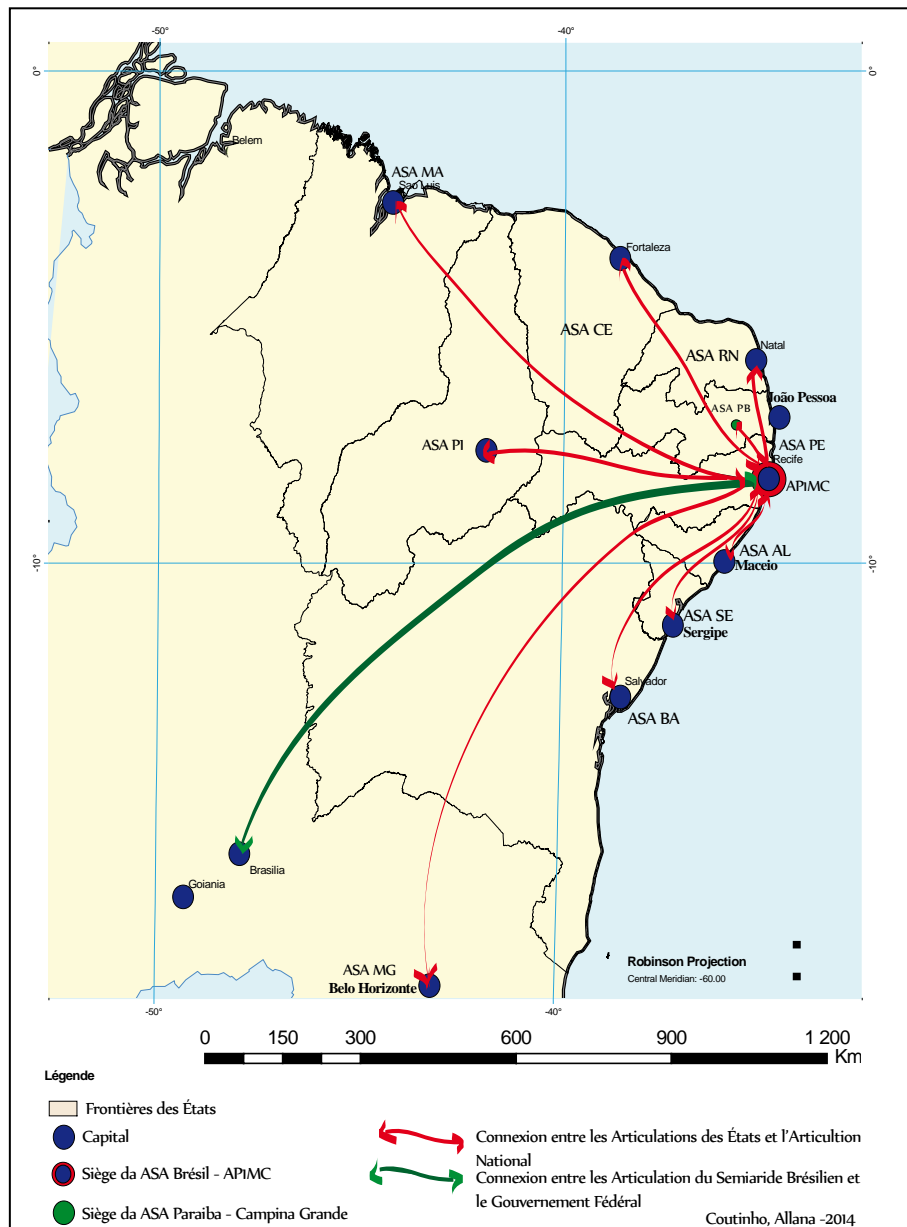 -50°
-40°
0°
0°
Belem
ASA MA
Sao Luis
Fortaleza
ASA CE
ASA RN
Natal
João Pessoa
ASA PB
ASA PE
Recife
ASA PI
AP1MC
-10°
-10°
ASA AL
Maceio
ASA SE
Sergipe
Salvador
ASA BA
Brasilia
Goiania
ASA MG
Belo Horizonte
Robinson Projection
Central Meridian: -60.00
-50°
-40°
0 150 300 600 900 1 200
Km
Légende
Frontières des États
Capital
Siège da ASA Brésil - AP1MC
Siège da ASA Paraiba - Campina Grande
Connexion entre les Articulations des États et l'Articultion
National
Connexion entre les Articulation du Semiaride Brésilien et
le Gouvernement Fédéral
Coutinho, Allana -2014